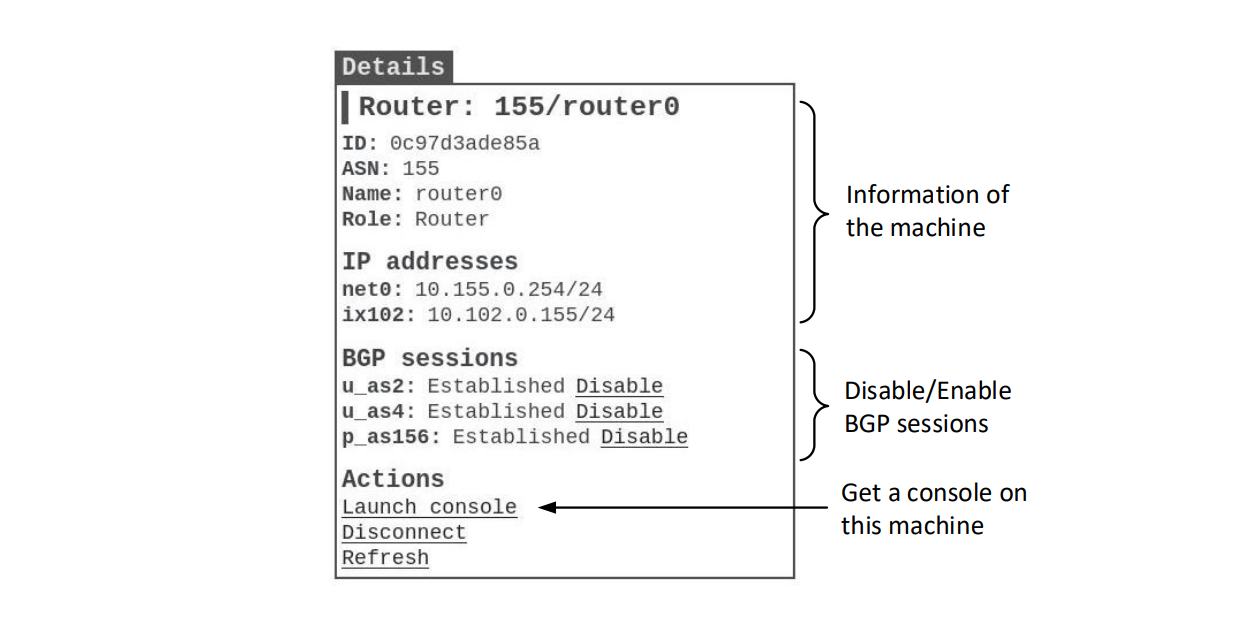 Details
Router: 155/router0
ID: 0c97d3ade85a
ASN: 155
Name: router0
Role: Router
IP addresses
net0: 10.155.0.254/24
ix102: 10.102.0.155/24
Information of
the machine
BGP sessions
u_as2: Established Disable
u_as4: Established Disable
p_as156: Established Disable
Disable/Enable
BGP sessions
Actions
Launch console
Disconnect
Refresh
Get a console on
this machine